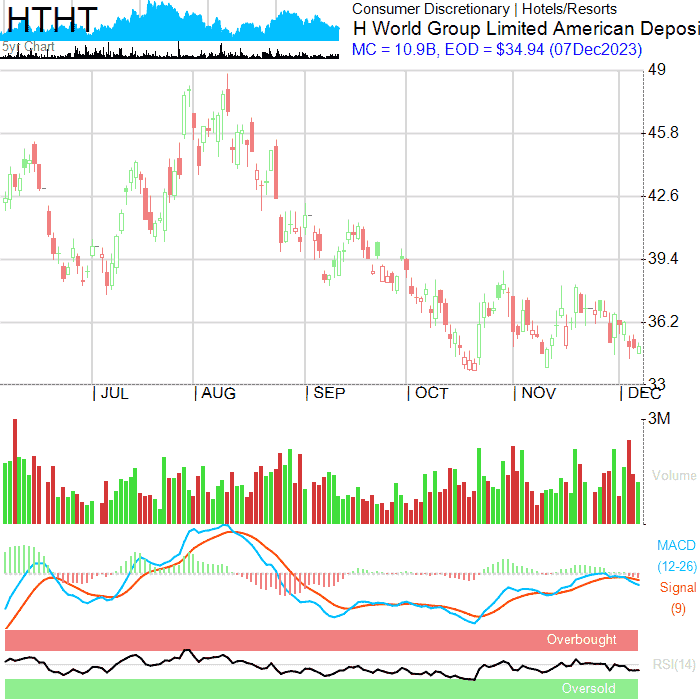 HTHT
5yr Chart
Consumer Discretionary | Hotels/Resorts
H World Group Limited American Deposi
MC = 10.9B, EOD = $34.94 (07Dec2023)
49
45.8
42.6
39.4
36.2
33
| JUL | AUG | SEP | OCT | NOV | DEC
3M
Volume
MACD
(12-26)
Signal
(9)
Overbought
RSI(14)
Oversold